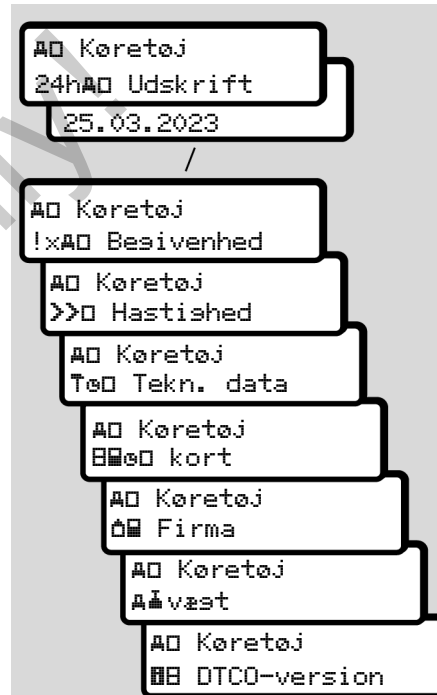 Køretøj
24h Udskrift
25.03.2023
/
Køretøj
!x Begivenhed
Køretøj
>> Hastighed
Køretøj
Tekn. data
Køretøj
kort
Køretøj
Firma
Køretøj
vægt
Køretøj
DTCO-version